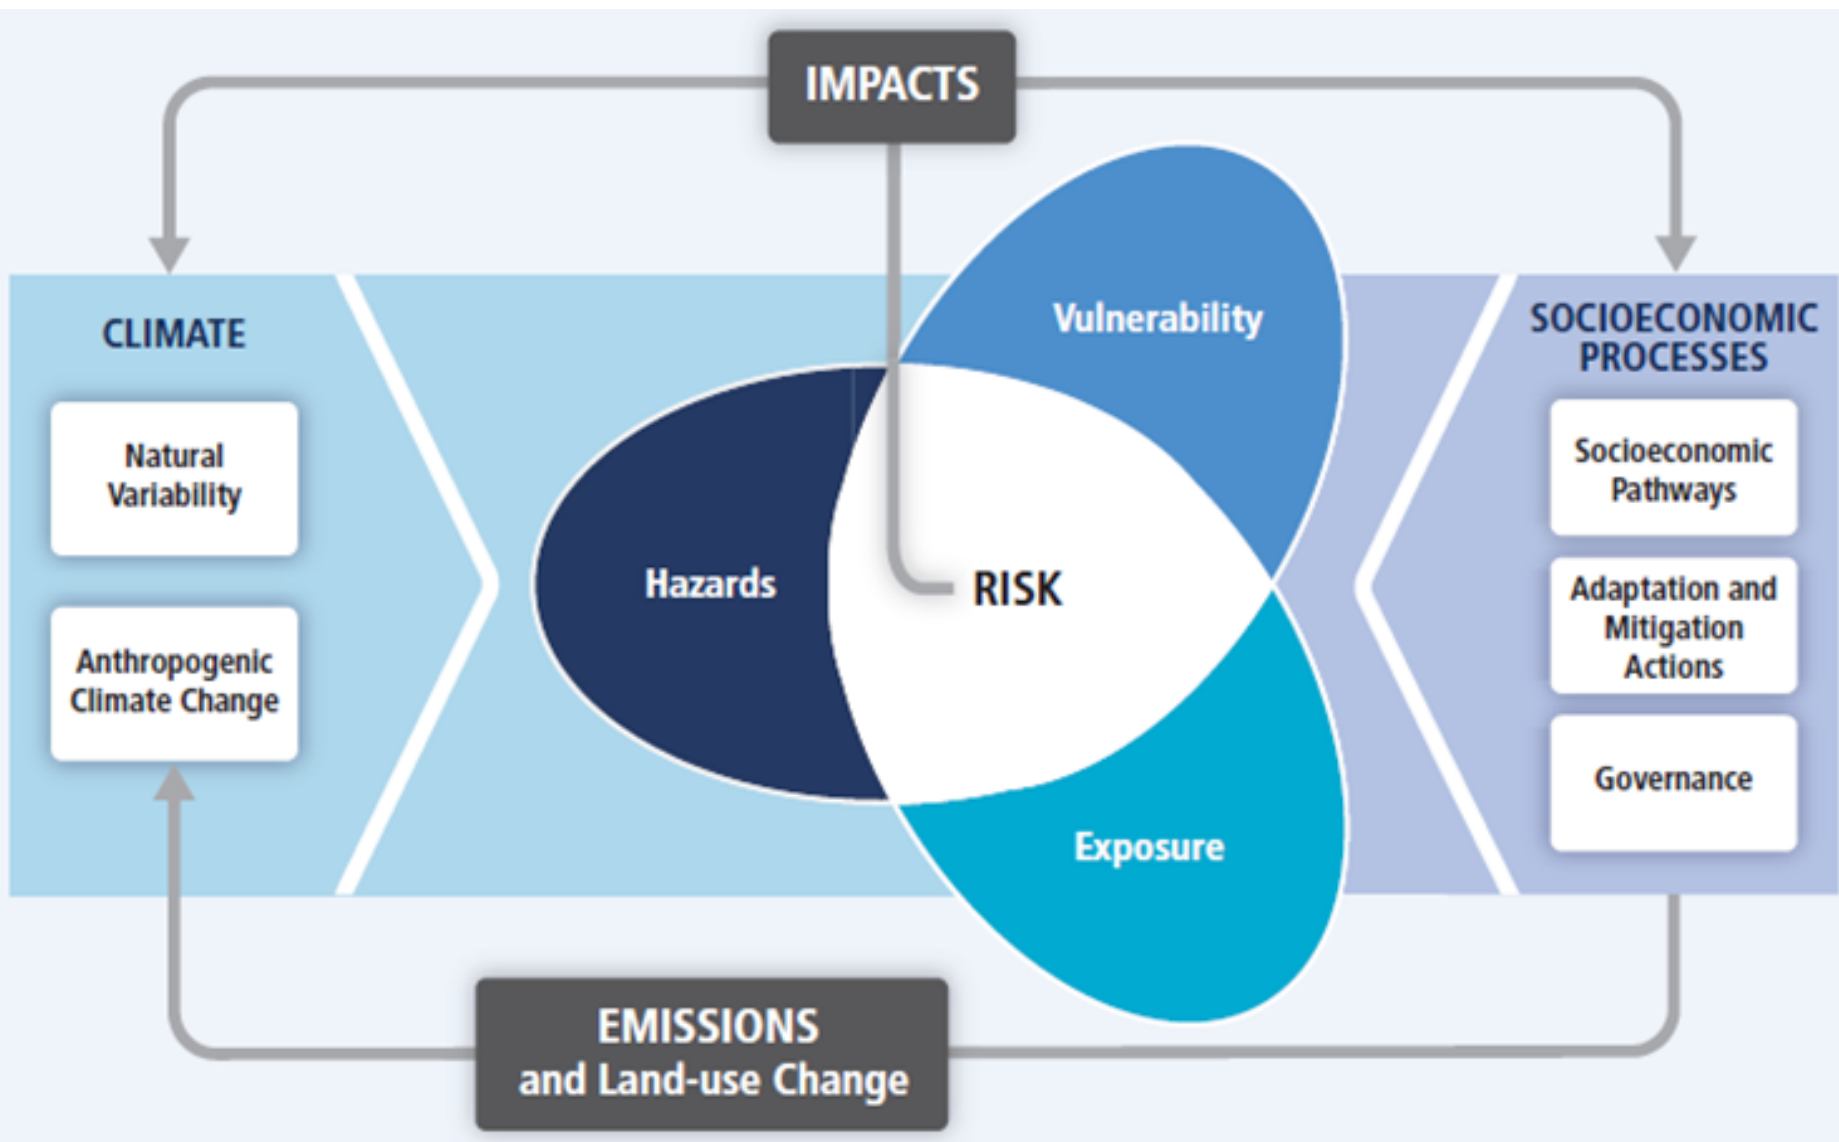 IMPACTS
CLIMATE
Natural
Variability
Anthropogenic
Climate Change
Vulnerability
Hazards
RISK
Exposure
SOCIOECONOMIC
PROCESSES
Socioeconomic
Pathways
Adaptation and
Mitigation
Actions
Governance
EMISSIONS
and Land-use Change